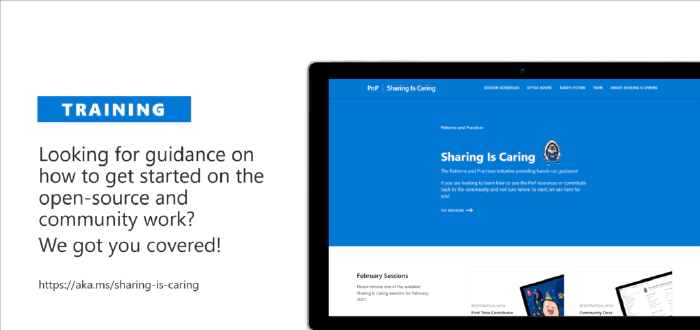 TRAINING
Looking for guidance on
how to get started on the
open-source and
community work?
We got you covered!
https://aka.ms/sharing-is-caring
PnP | Sharing Is Caring
SESSION SCHEDULES OFFICE HOURS BUDDY SYSTEM TEAM ABOUT SHARING IS CARING
Patterns and Practices
Sharing Is Caring
The Patterns and Practices initiative providing hands-on guidance!
If you are looking to learn how to use the PnP resources or contribute
back to the community and not sure where to start, we are here for
you!
SEE SESSIONS
February Sessions
Please choose one of the available
Sharing Is Caring sessions for February
2021.
REGISTRATION OPEN
First Time Contributor
REGISTRATION OPEN
Community Docs